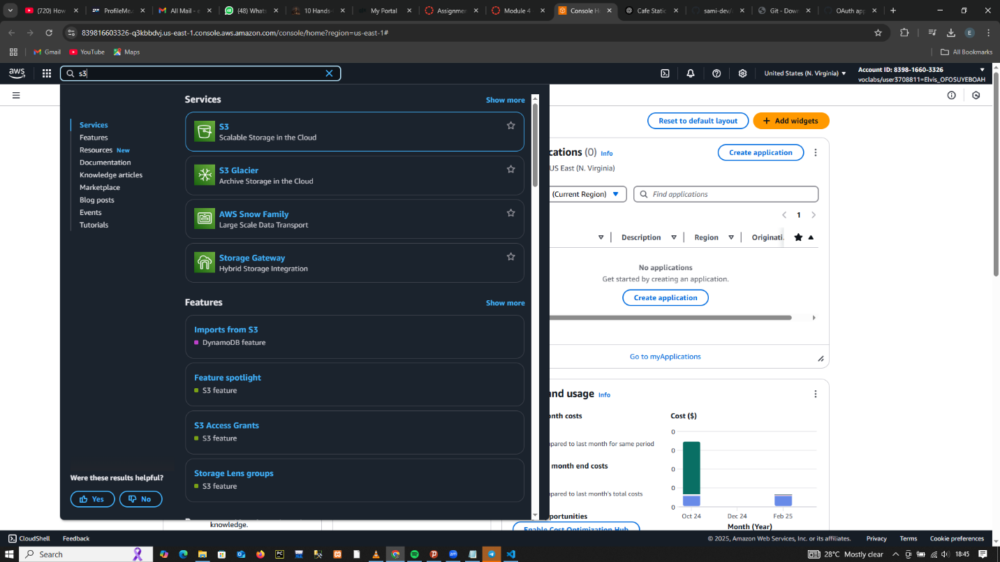 (720) How
ProfileMe.
All Mail - e
(48) Whats
10 Hands-
My Portal
Assignmen
Module 4
Console H
Cafe Static
sami-dev/
Git - Down
OAuth app
839816603326-q3kbbdvj.us-east-1.console.aws.amazon.com/console/home?region=us-east-1#
E
Gmail
YouTube
Maps
All Bookmarks
aws
s3
United States (N. Virginia)
Account ID: 8398-1660-3326
voclabs/user3708811=Elvis_OFOSUYEBOAH
Services
Features
Resources New
Documentation
Knowledge articles
Marketplace
Blog posts
Events
Tutorials
Services
Show more
S3
Scalable Storage in the Cloud
S3 Glacier
Archive Storage in the Cloud
AWS Snow Family
Large Scale Data Transport
Storage Gateway
Hybrid Storage Integration
Features
Show more
Imports from S3
DynamoDB feature
Feature spotlight
S3 feature
S3 Access Grants
S3 feature
Storage Lens groups
S3 feature
Were these results helpful?
Yes
No
knowledge.
Reset to default layout
+ Add widgets
cations (0) Info
Create application
US East (N. Virginia)
(Current Region)
Find applications
1
Description
Region
Originati
No applications
Get started by creating an application.
Create application
Go to myApplications
and usage Info
onth costs
Cost ($)
pared to last month for same period
month end costs
pared to last month's total costs
portunities
Enable Cost Optimization Hub
0
0
0
0
0
Oct 24
Dec 24
Feb 25
Month (Year)
CloudShell
Feedback
© 2025, Amazon Web Services, Inc. or its affiliates.
Privacy
Terms
Cookie preferences
Search
28°C Mostly clear
18:45